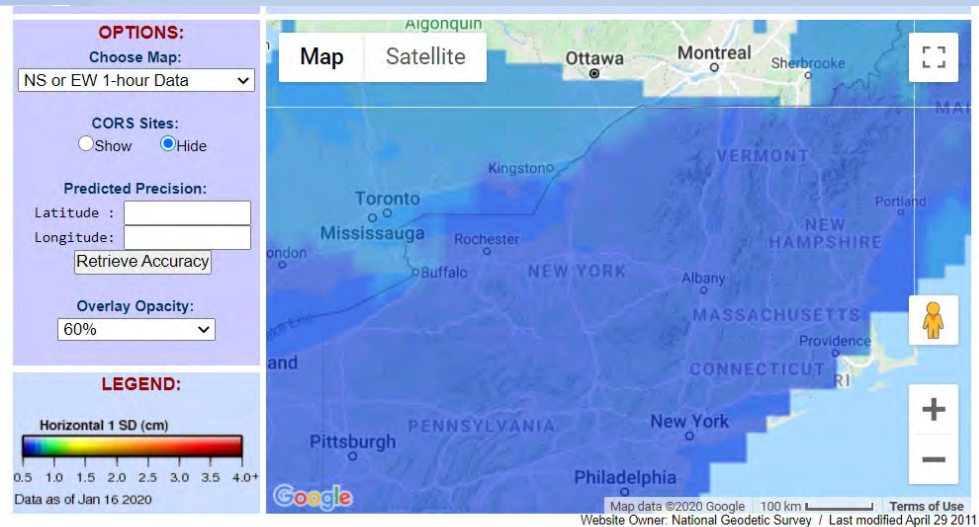 OPTIONS:
Choose Map:
NS or EW 1-hour Data
CORS Sites:
Show Hide
Predicted Precision:
Latitude :
Longitude:
Retrieve Accuracy
Overlay Opacity:
60%
LEGEND:
Horizontal 1 SD (cm)
0.5 1.0 1.5 2.0 2.5 3.0 3.5 4.0+
Data as of Jan 16 2020
Algonquin
Map Satellite
Ottawa
Montreal
Sherbrooke
MAI
VERMONT
Kingston
Toronto
Portland
Mississauga
NEW
HAMPSHIRE
Rochester
ondon
Buffalo
NEW YORK
Albany
MASSACHUSETTS
ake Erie
Providence
and
CONNECTICUT
RI
New York
PENNSYLVANIA
Pittsburgh
Philadelphia
Google
Map data ©2020 Google 100 km Terms of Use
Website Owner: National Geodetic Survey / Last modified April 29 2011